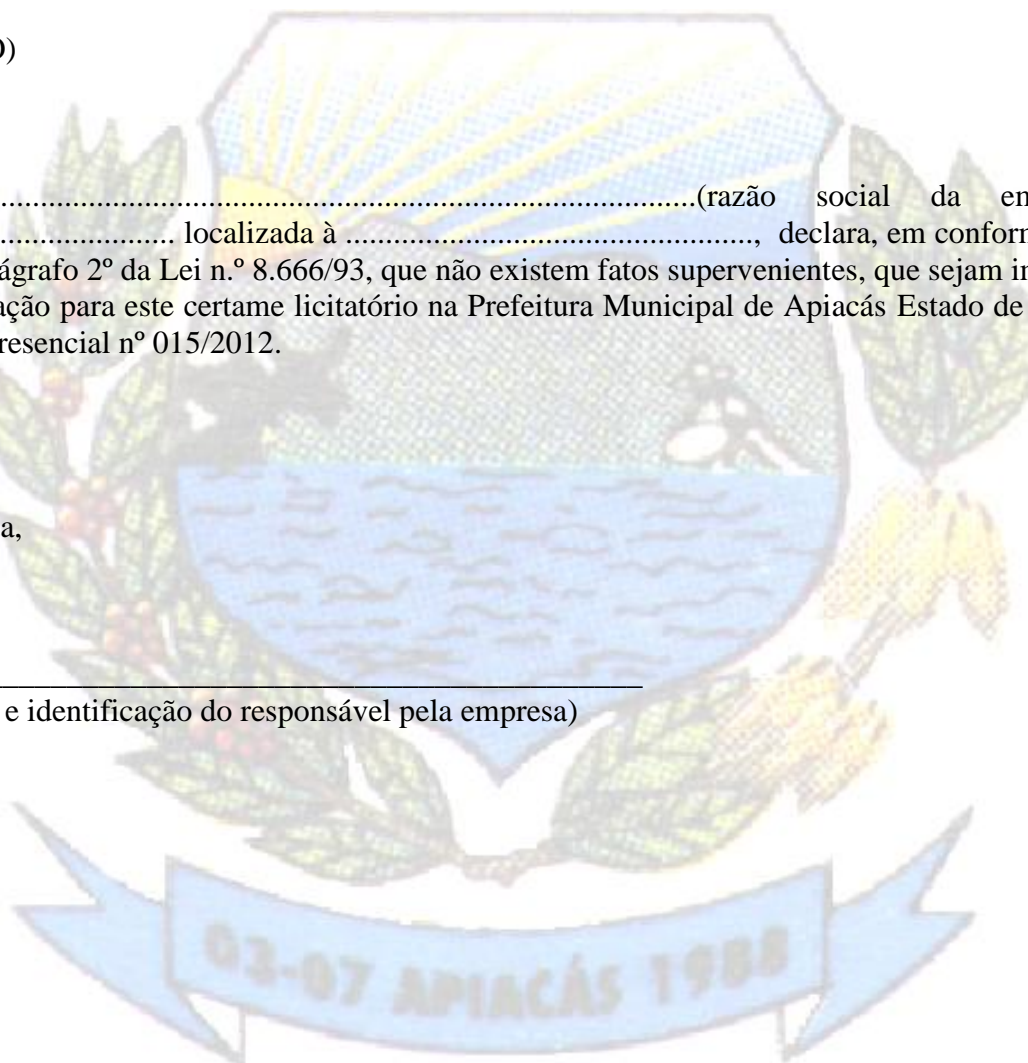 O)
....................................................................................(razão social da en
...................... localizada à ..................................................., declara, em conform
ágrafo 2º da Lei n.º 8.666/93, que não existem fatos supervenientes, que sejam in
ação para este certame licitatório na Prefeitura Municipal de Apiacás Estado de
resencial nº 015/2012.
a,
________________________________________
e identificação do responsável pela empresa)
03-07 APIACÁS 1988